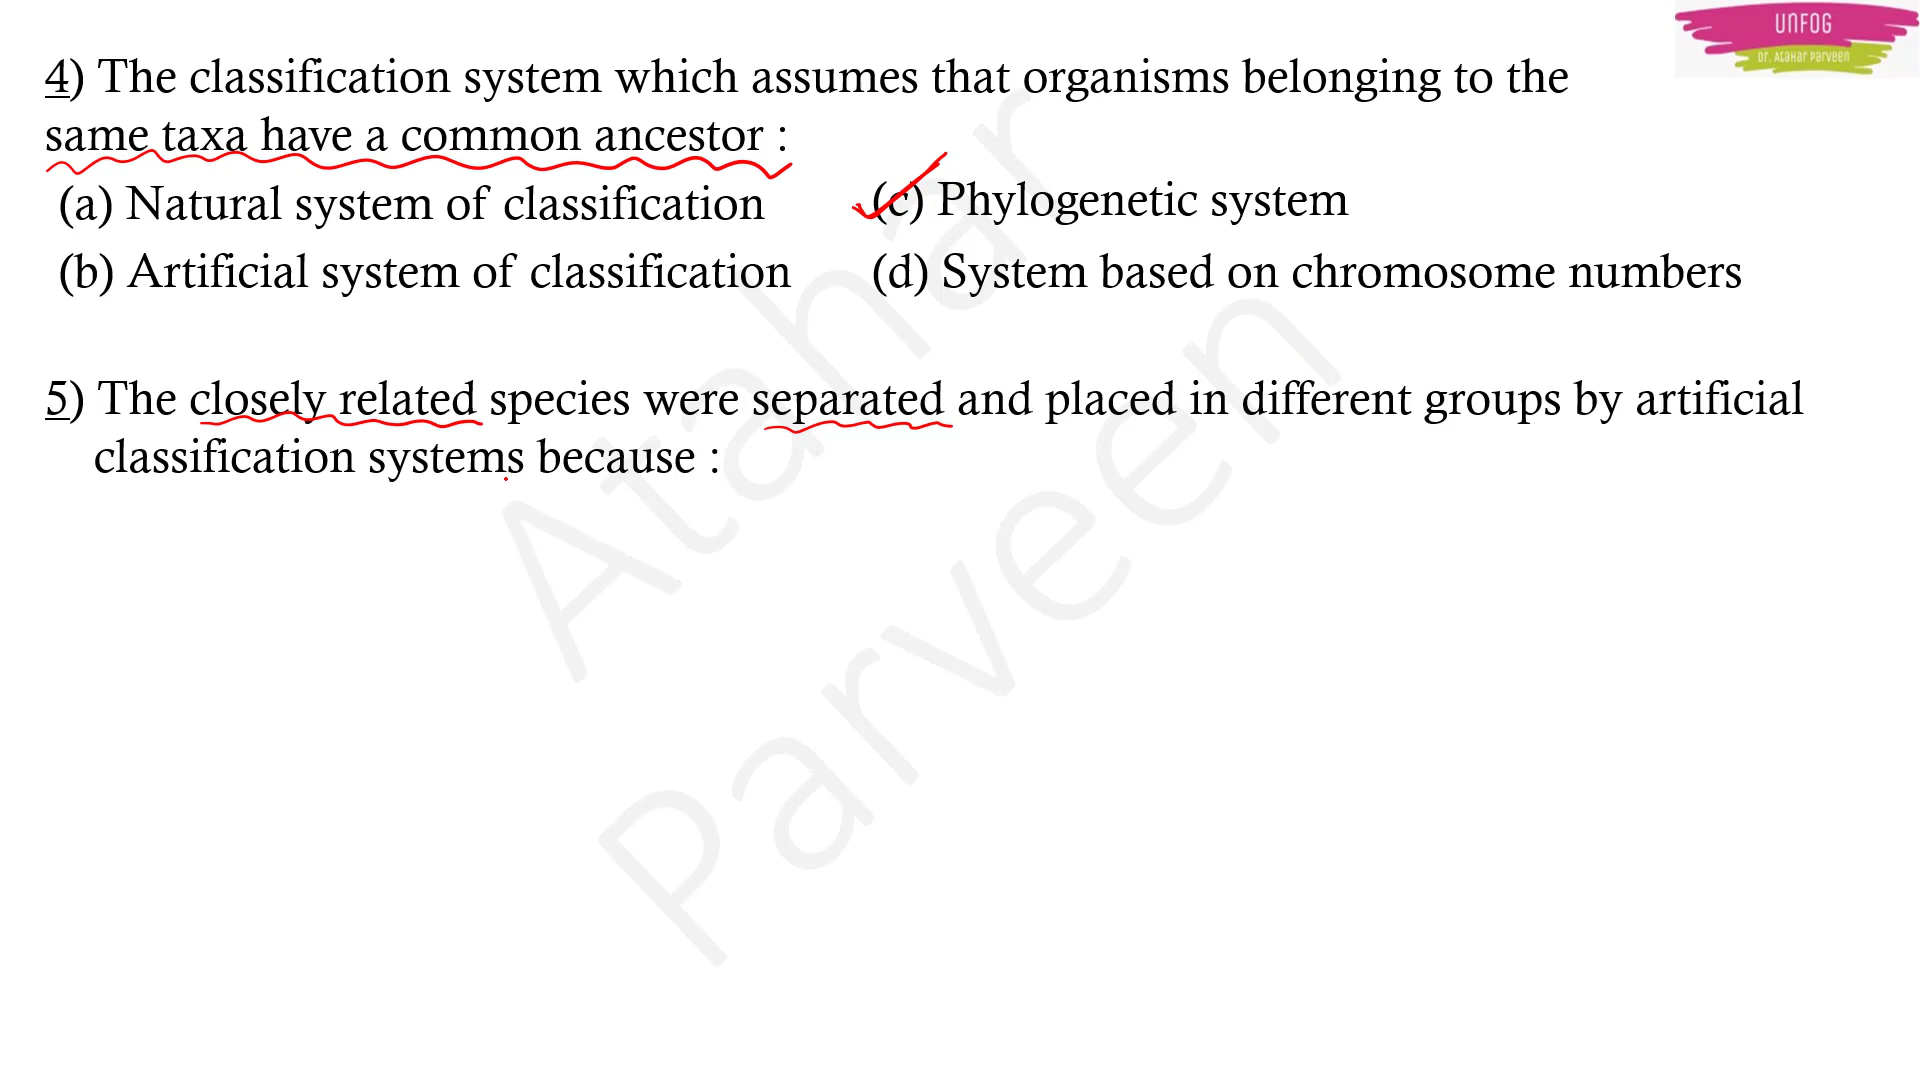 UNFOG
Dr. Atahar Parveen
4) The classification system which assumes that organisms belonging to the
same taxa have a common ancestor :
(a) Natural system of classification
(c) Phylogenetic system
(b) Artificial system of classification
(d) System based on chromosome numbers
5) The closely related species were separated and placed in different groups by artificial
classification systems because :
Atahar
Parveen